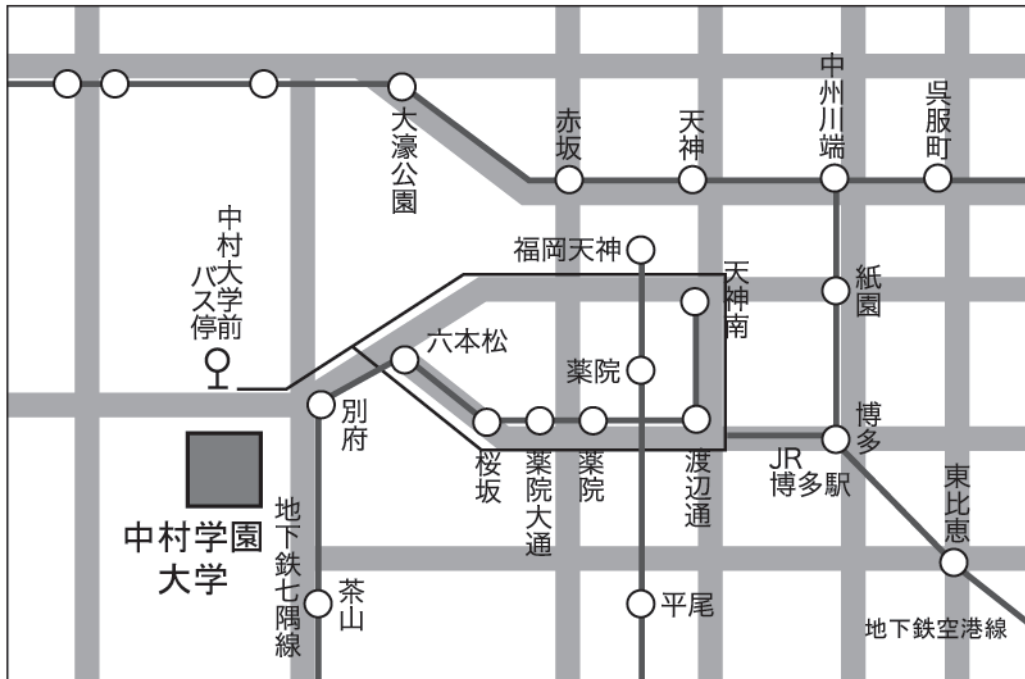 大濠公園
赤坂
天神
中州川端
呉服町
中村大学前
バス停
福岡天神
天神南
紙園
六本松
薬院
別府
桜坂
薬院大通
薬院
渡辺通
博多
JR
博多駅
東比恵
中村学園
大学
地下鉄七隅線
茶山
平尾
地下鉄空港線